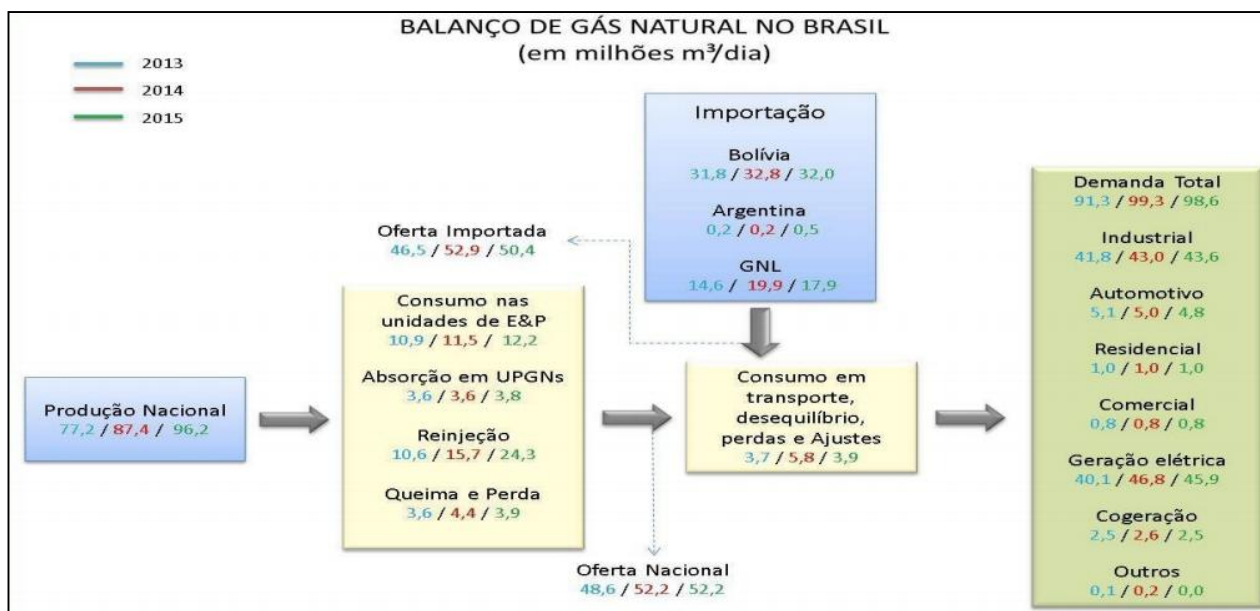 BALANÇO DE GÁS NATURAL NO BRASIL
(em milhões m³/dia)
2013
2014
2015
Importação
Bolívia
31,8 / 32,8 / 32,0
Argentina
0,2 / 0,2 / 0,5
GNL
14,6 / 19,9 / 17,9
Oferta Importada
46,5 / 52,9 / 50,4
Produção Nacional
77,2 / 87,4 / 96,2
Consumo nas
unidades de E&P
10,9 / 11,5 / 12,2
Absorção em UPGNs
3,6 / 3,6 / 3,8
Reinjeção
10,6 / 15,7 / 24,3
Queima e Perda
3,6 / 4,4 / 3,9
Oferta Nacional
48,6 / 52,2 / 52,2
Consumo em
transporte,
desequilíbrio,
perdas e Ajustes
3,7 / 5,8 / 3,9
Demanda Total
91,3 / 99,3 / 98,6
Industrial
41,8 / 43,0 / 43,6
Automotivo
5,1 / 5,0 / 4,8
Residencial
1,0 / 1,0 / 1,0
Comercial
0,8 / 0,8 / 0,8
Geração elétrica
40,1 / 46,8 / 45,9
Cogeração
2,5 / 2,6 / 2,5
Outros
0,1 / 0,2 / 0,0